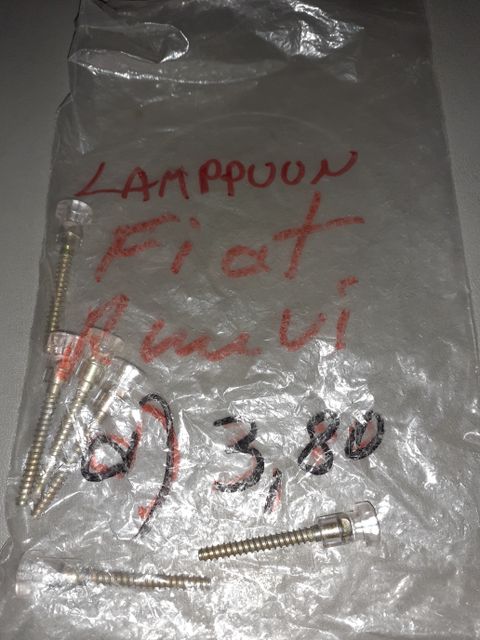 LAMPPUUN
Fiat
Ruuvi
a) 3,80